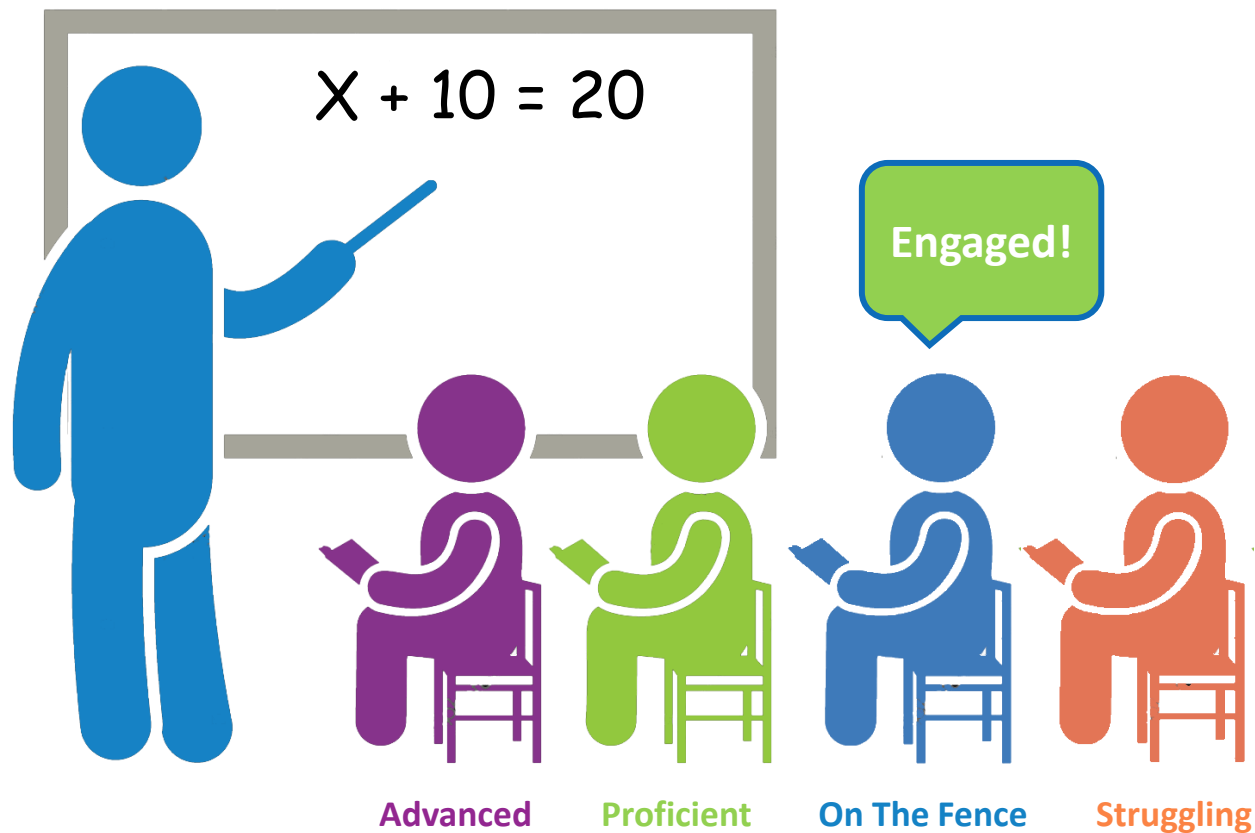 X + 10 = 20
Engaged!
Advanced Proficient On The Fence Struggling